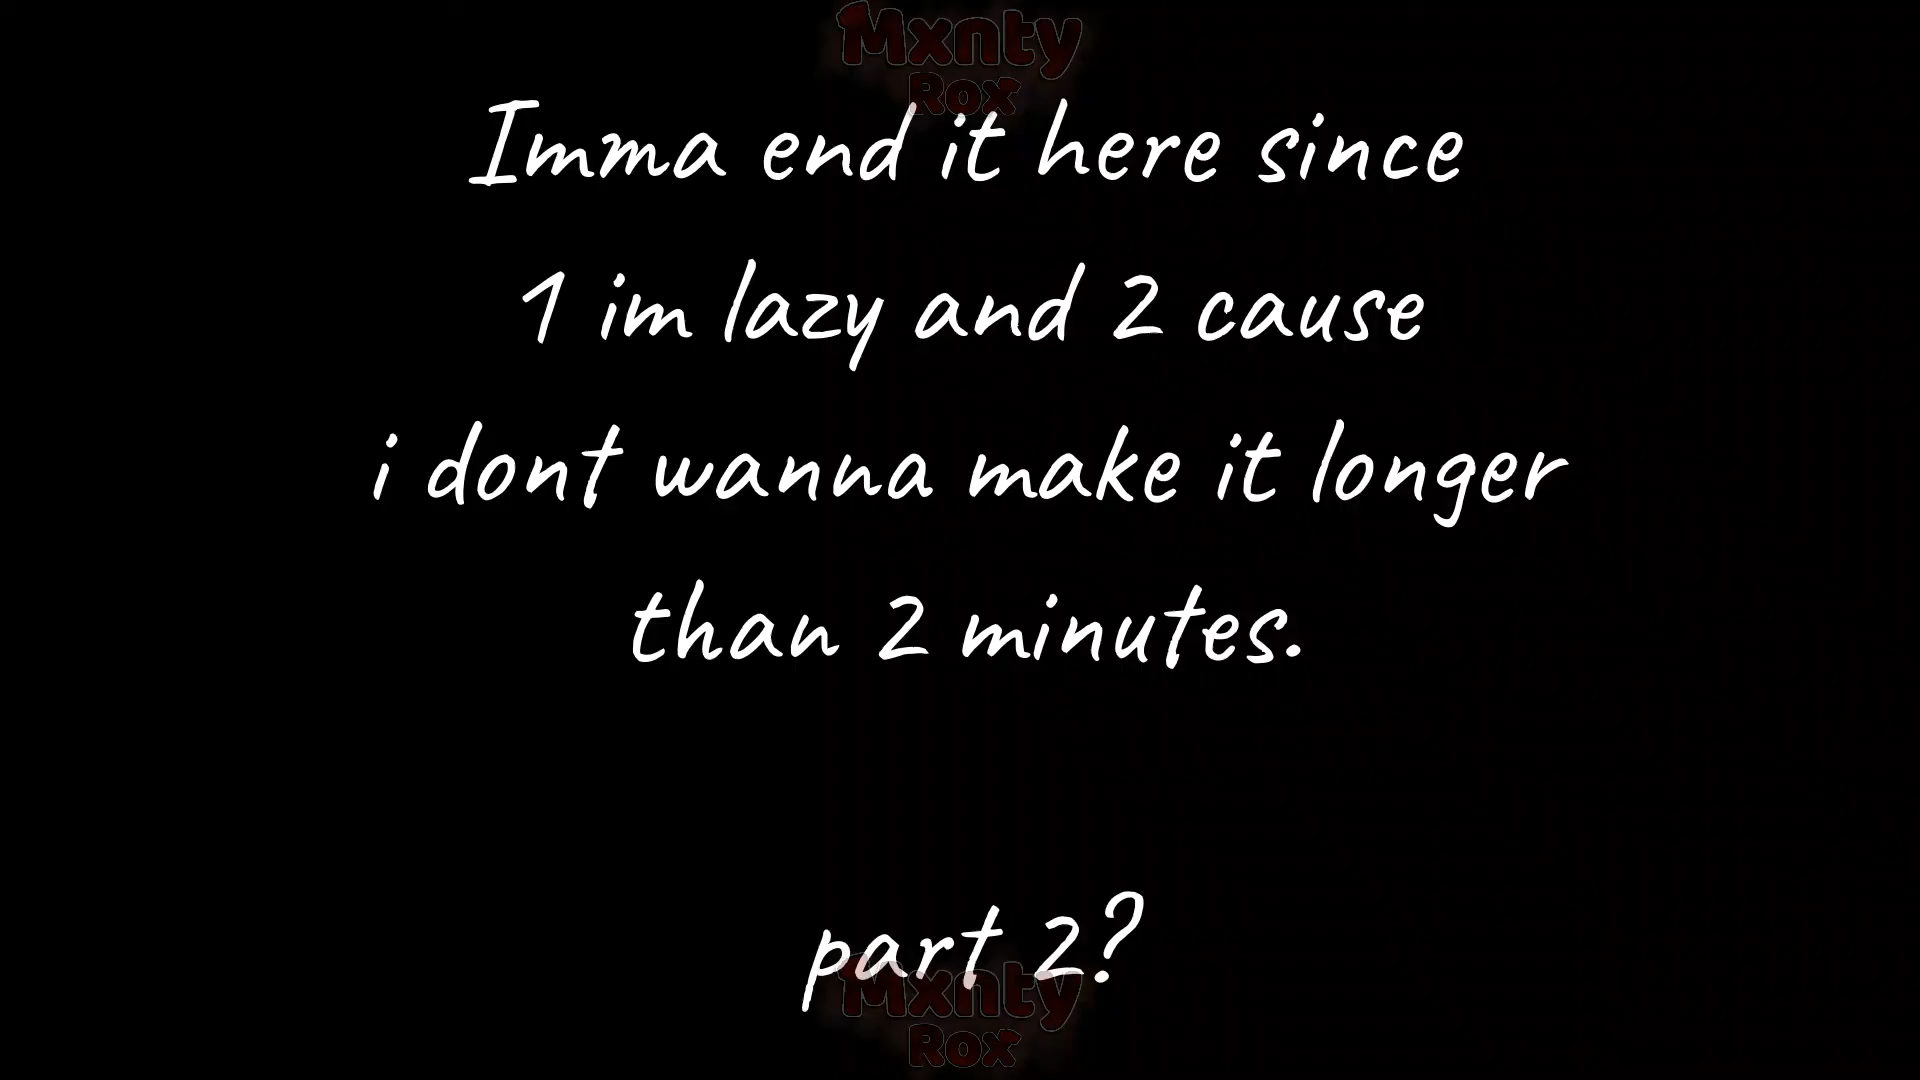 Mxnty
Rox
Imma end it here since
1 im lazy and 2 cause
i dont wanna make it longer
than 2 minutes.
part 2?
Mxnty
Rox